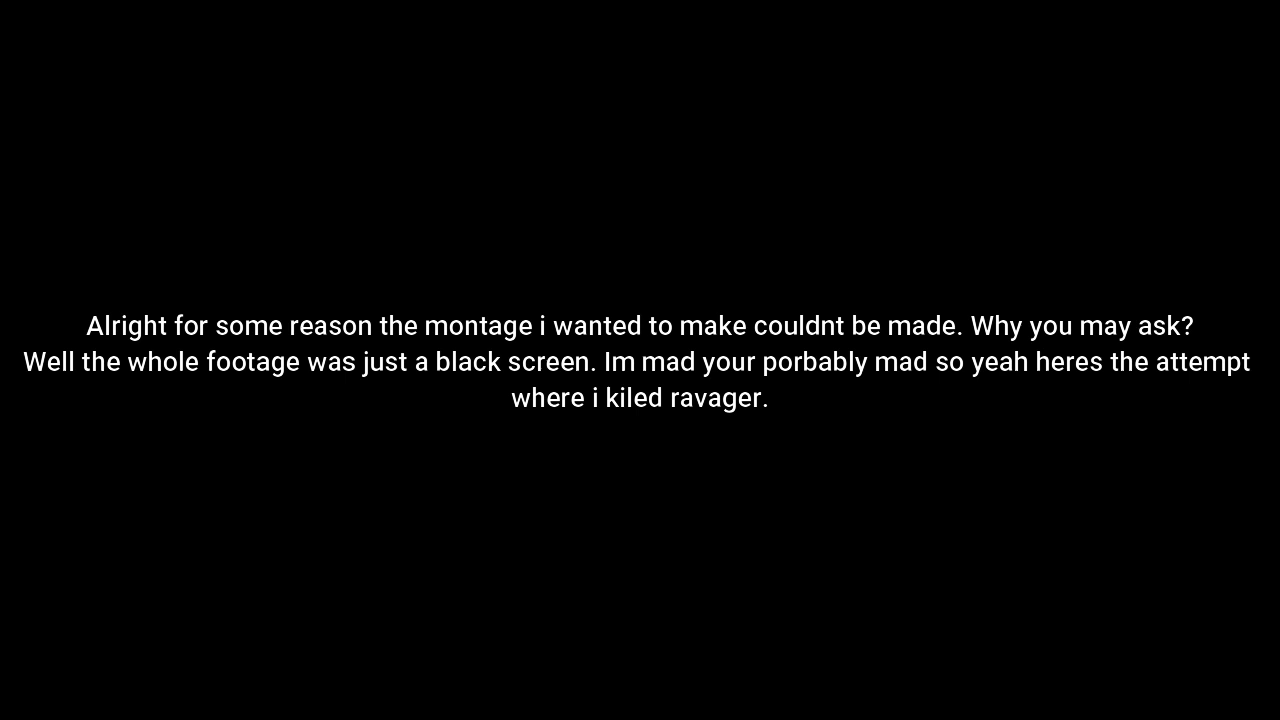 Alright for some reason the montage i wanted to make couldnt be made. Why you may ask?
Well the whole footage was just a black screen. Im mad your porbably mad so yeah heres the attempt
where i kiled ravager.